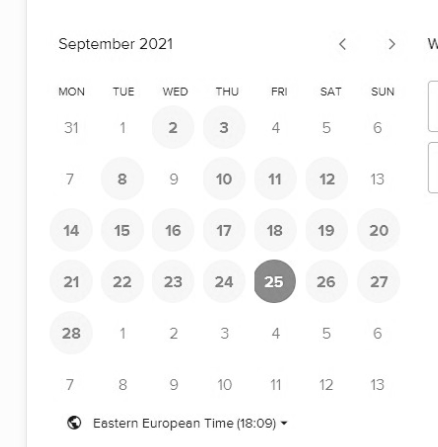 September 2021 < > W
MON TUE WED THU FRI SAT SUN
31 1 2 3 4 5 6
7 8 9 10 11 12 13
14 15 16 17 18 19 20
21 22 23 24 25 26 27
28 1 2 3 4 5 6
7 8 9 10 11 12 13
Eastern European Time (18:09)